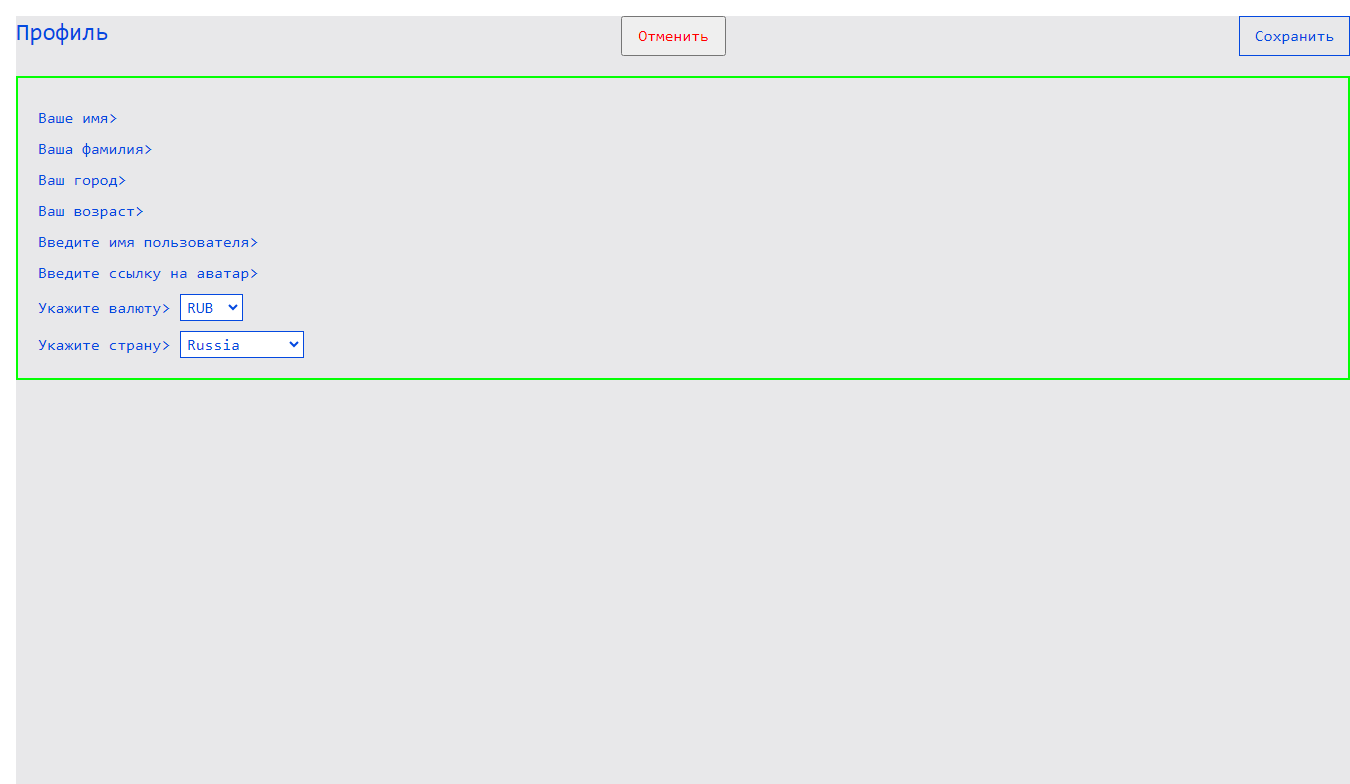 Профиль Отменить Сохранить
Ваше имя>
Ваша фамилия>
Ваш город>
Ваш возраст>
Введите имя пользователя>
Введите ссылку на аватар>
Укажите валюту> RUB
Укажите страну> Russia